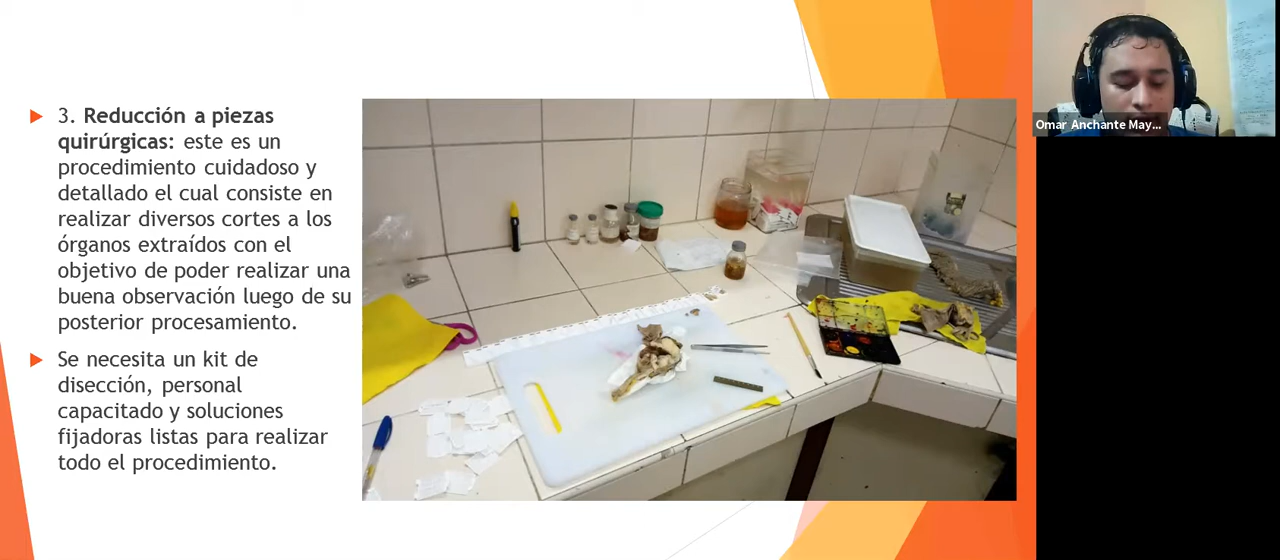 3. Reducción a piezas
quirúrgicas: este es un
procedimiento cuidadoso y
detallado el cual consiste en
realizar diversos cortes a los
órganos extraídos con el
objetivo de poder realizar una
buena observación luego de su
posterior procesamiento.
Se necesita un kit de
disección, personal
capacitado y soluciones
fijadoras listas para realizar
todo el procedimiento.
Omar Anchante May...